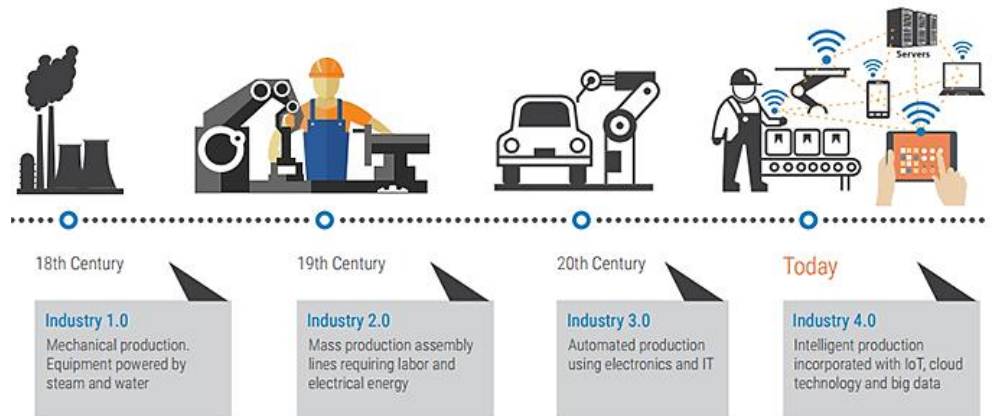 Servers
18th Century
Industry 1.0
Mechanical production.
Equipment powered by
steam and water
19th Century
Industry 2.0
Mass production assembly
lines requiring labor and
electrical energy
20th Century
Industry 3.0
Automated production
using electronics and IT
Today
Industry 4.0
Intelligent production
incorporated with IoT, cloud
technology and big data